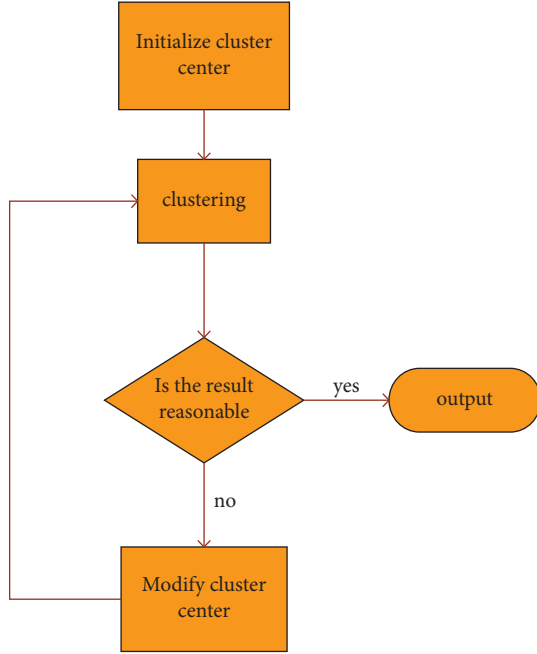 Initialize cluster
center
clustering
Is the result
reasonable
yes
output
no
Modify cluster
center